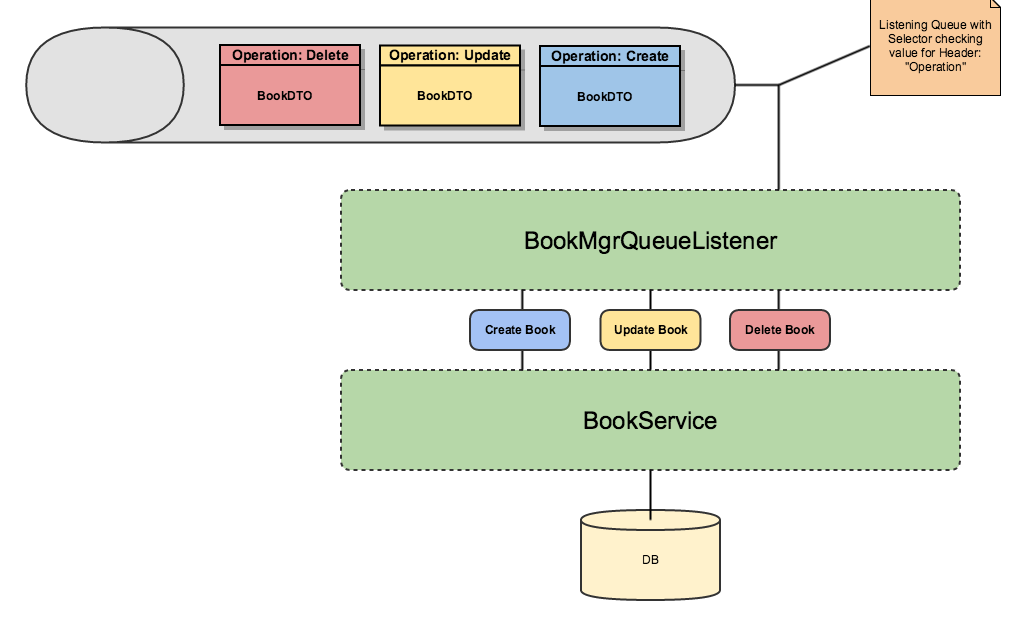 Operation: Delete
BookDTO
Operation: Update
BookDTO
Operation: Create
BookDTO
Listening Queue with
Selector checking
value for Header:
"Operation"
BookMgrQueueListener
Create Book
Update Book
Delete Book
BookService
DB